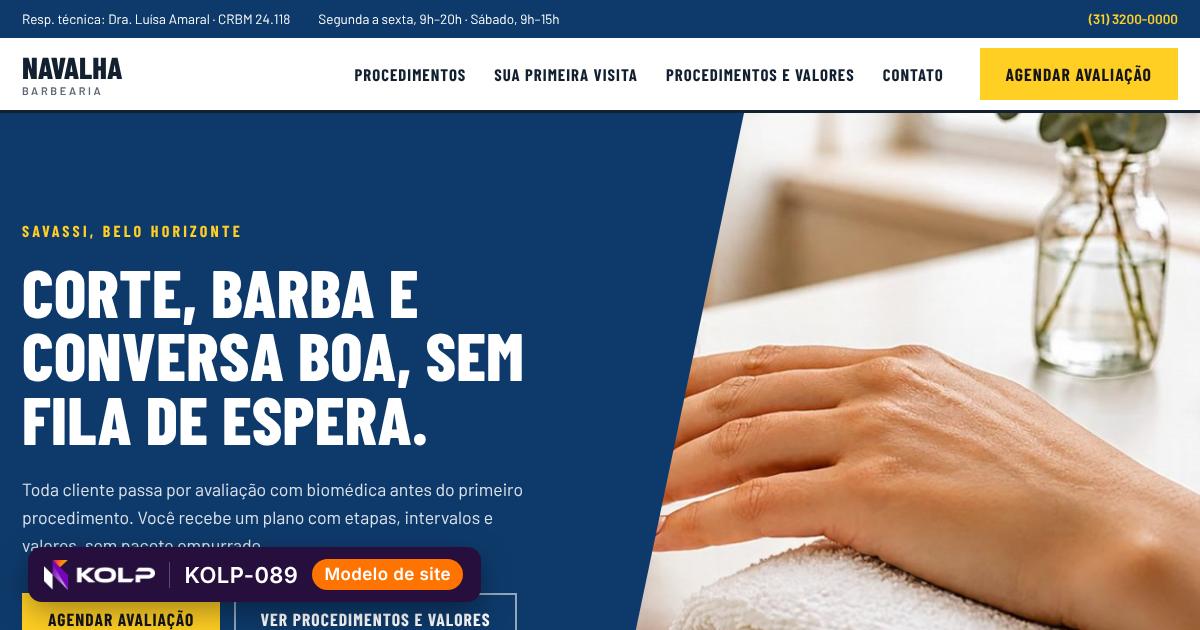 Resp. técnica: Dra. Luísa Amaral · CRBM 24.118
Segunda a sexta, 9h–20h · Sábado, 9h–15h
(31) 3200-0000
NAVALHA
BARBEARIA
PROCEDIMENTOS
SUA PRIMEIRA VISITA
PROCEDIMENTOS E VALORES
CONTATO
AGENDAR AVALIAÇÃO
SAVASSI, BELO HORIZONTE
CORTE, BARBA E
CONVERSA BOA, SEM
FILA DE ESPERA.
Toda cliente passa por avaliação com biomédica antes do primeiro
procedimento. Você recebe um plano com etapas, intervalos e
valores, sem pacote empurrado.
KOLP
KOLP-089
Modelo de site
AGENDAR AVALIAÇÃO
VER PROCEDIMENTOS E VALORES